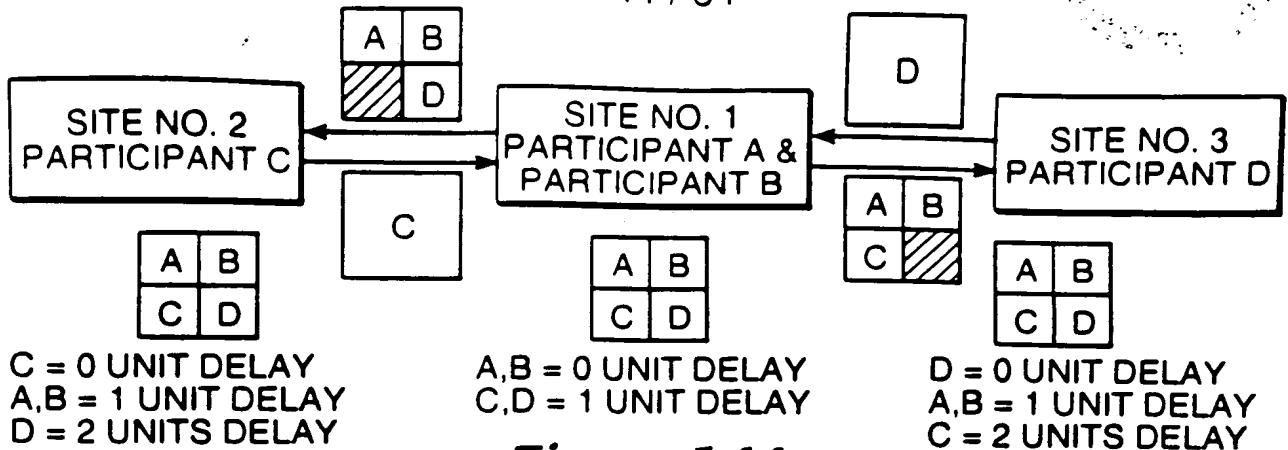 A B
D
D
SITE NO. 2
PARTICIPANT C
SITE NO. 1
PARTICIPANT A &
PARTICIPANT B
SITE NO. 3
PARTICIPANT D
C
A B
C
A B
C D
A B
C D
A B
C D
C = 0 UNIT DELAY
A,B = 1 UNIT DELAY
D = 2 UNITS DELAY
A,B = 0 UNIT DELAY
C,D = 1 UNIT DELAY
D = 0 UNIT DELAY
A,B = 1 UNIT DELAY
C = 2 UNITS DELAY